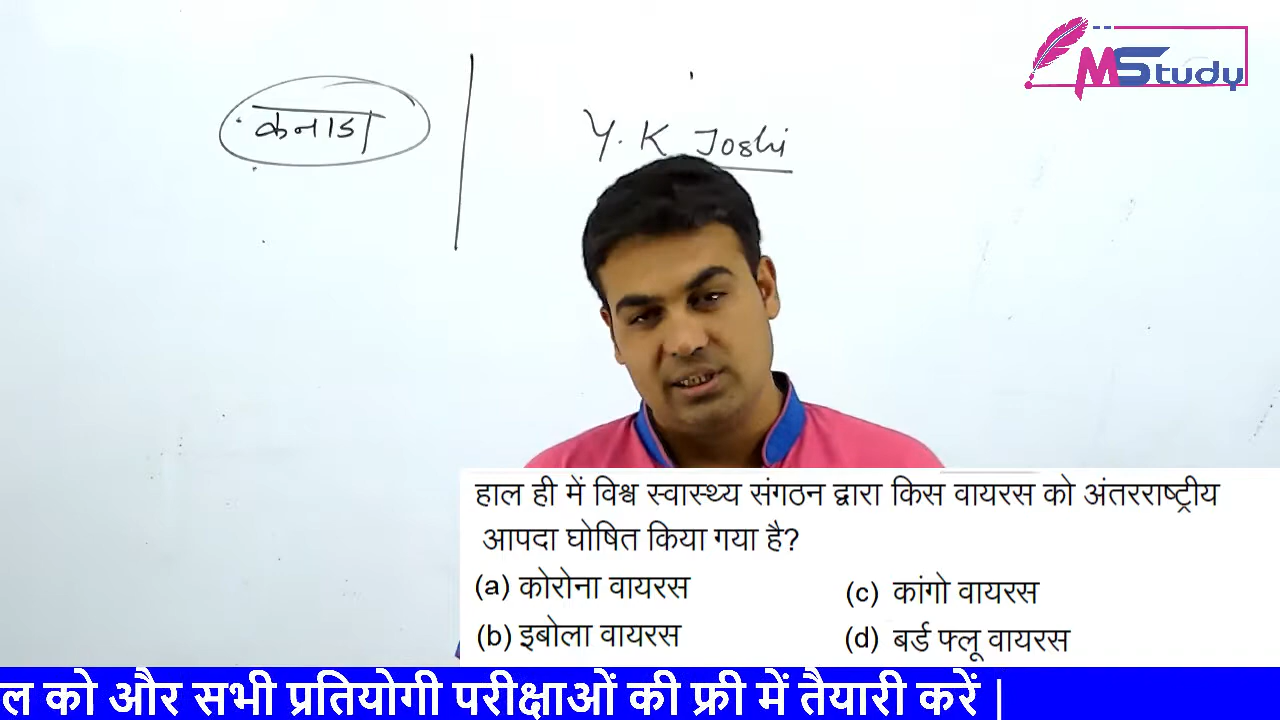 MStudy
कनाडा
Y. K Joshi
हाल ही में विश्व स्वास्थ्य संगठन द्वारा किस वायरस को अंतरराष्ट्रीय
आपदा घोषित किया गया है?
(a) कोरोना वायरस
(c) कांगो वायरस
(b) इबोला वायरस
(d) बर्ड फ्लू वायरस
ल को और सभी प्रतियोगी परीक्षाओं की फ्री में तैयारी करें |